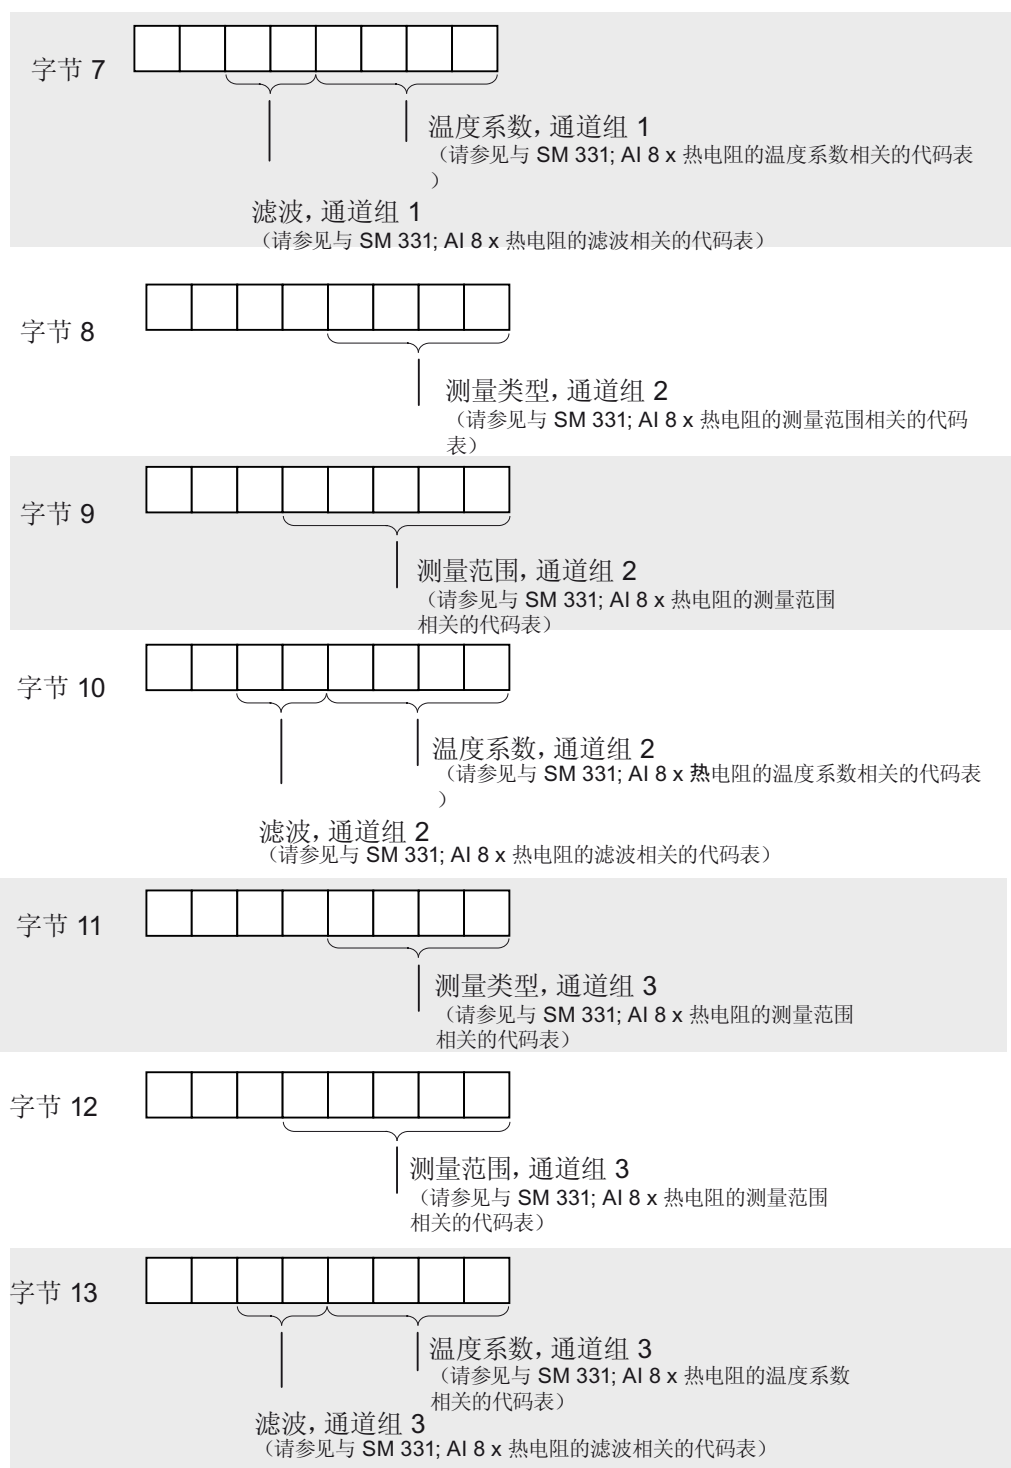 字节 7
温度系数, 通道组 1
（请参见与 SM 331; AI 8 x 热电阻的温度系数相关的代码表
）
滤波, 通道组 1
（请参见与 SM 331; AI 8 x 热电阻的滤波相关的代码表）
字节 8
测量类型, 通道组 2
（请参见与 SM 331; AI 8 x 热电阻的测量范围相关的代码
表）
字节 9
测量范围, 通道组 2
（请参见与 SM 331; AI 8 x 热电阻的测量范围
相关的代码表）
字节 10
温度系数, 通道组 2
（请参见与 SM 331; AI 8 x 热电阻的温度系数相关的代码表
）
滤波, 通道组 2
（请参见与 SM 331; AI 8 x 热电阻的滤波相关的代码表）
字节 11
测量类型, 通道组 3
（请参见与 SM 331; AI 8 x 热电阻的测量范围
相关的代码表）
字节 12
测量范围, 通道组 3
（请参见与 SM 331; AI 8 x 热电阻的测量范围
相关的代码表）
字节 13
温度系数, 通道组 3
（请参见与 SM 331; AI 8 x 热电阻的温度系数
相关的代码表）
滤波, 通道组 3
（请参见与 SM 331; AI 8 x 热电阻的滤波相关的代码表）